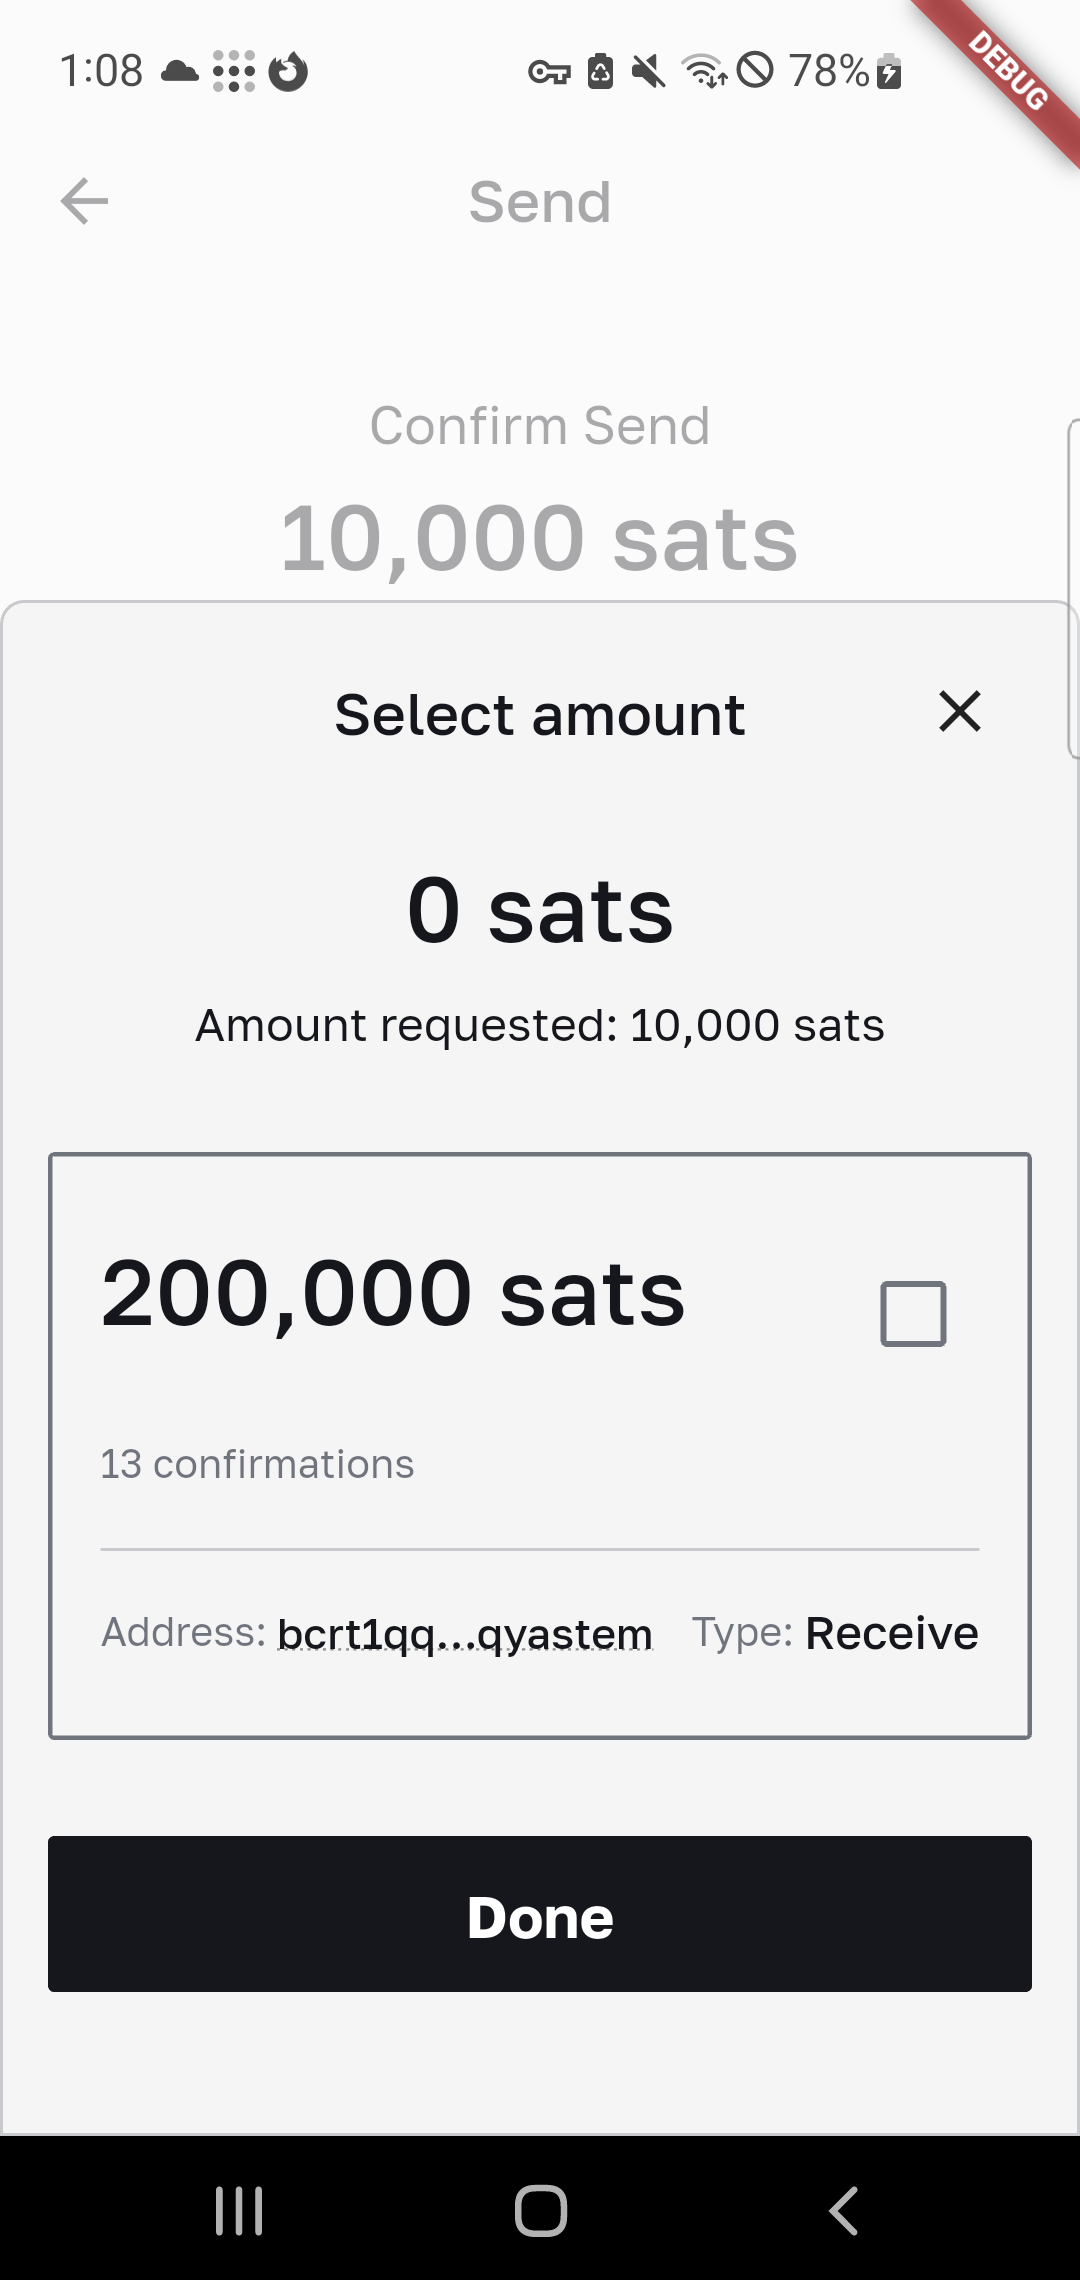 1:08
78%
DEBUG
Send
Confirm Send
10,000 sats
Select amount
0 sats
Amount requested: 10,000 sats
200,000 sats
13 confirmations
Address: bcrt1qq...qyastem Type: Receive
Done